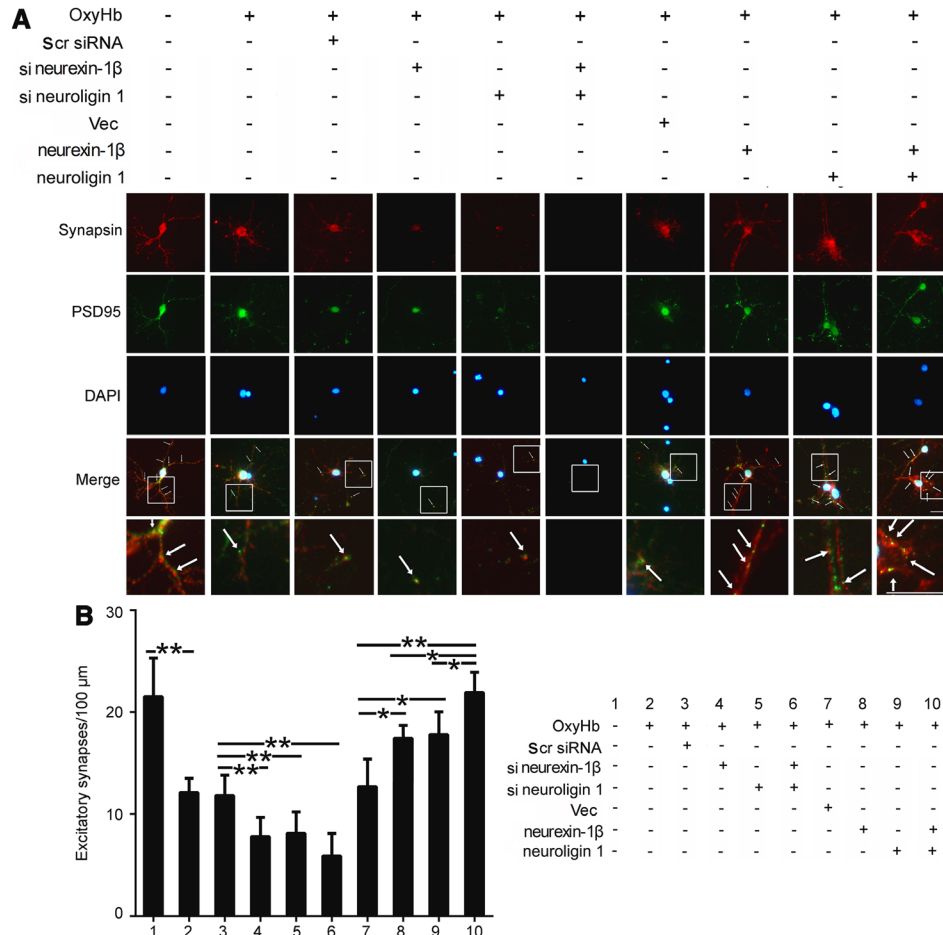 A
OxyHb - + + + + + + + + +
Scr siRNA - - + - - - - - - -
si neurexin-1β - - - + - + - - - -
si neuroligin 1 - - - - + + - - - -
Vec - - - - - - + - - -
neurexin-1β - - - - - - - + - +
neuroligin 1 - - - - - - - - + +
Synapsin
PSD95
DAPI
Merge
B
Excitatory synapses/100 µm
30
20
10
0
** ** ** ** * * ** * *
1 2 3 4 5 6 7 8 9 10
1 2 3 4 5 6 7 8 9 10
OxyHb - + + + + + + + + +
Scr siRNA - - + - - - - - - -
si neurexin-1β - - - + - + - - - -
si neuroligin 1 - - - - + + - - - -
Vec - - - - - - + - - -
neurexin-1β - - - - - - - + - +
neuroligin 1 - - - - - - - - + +